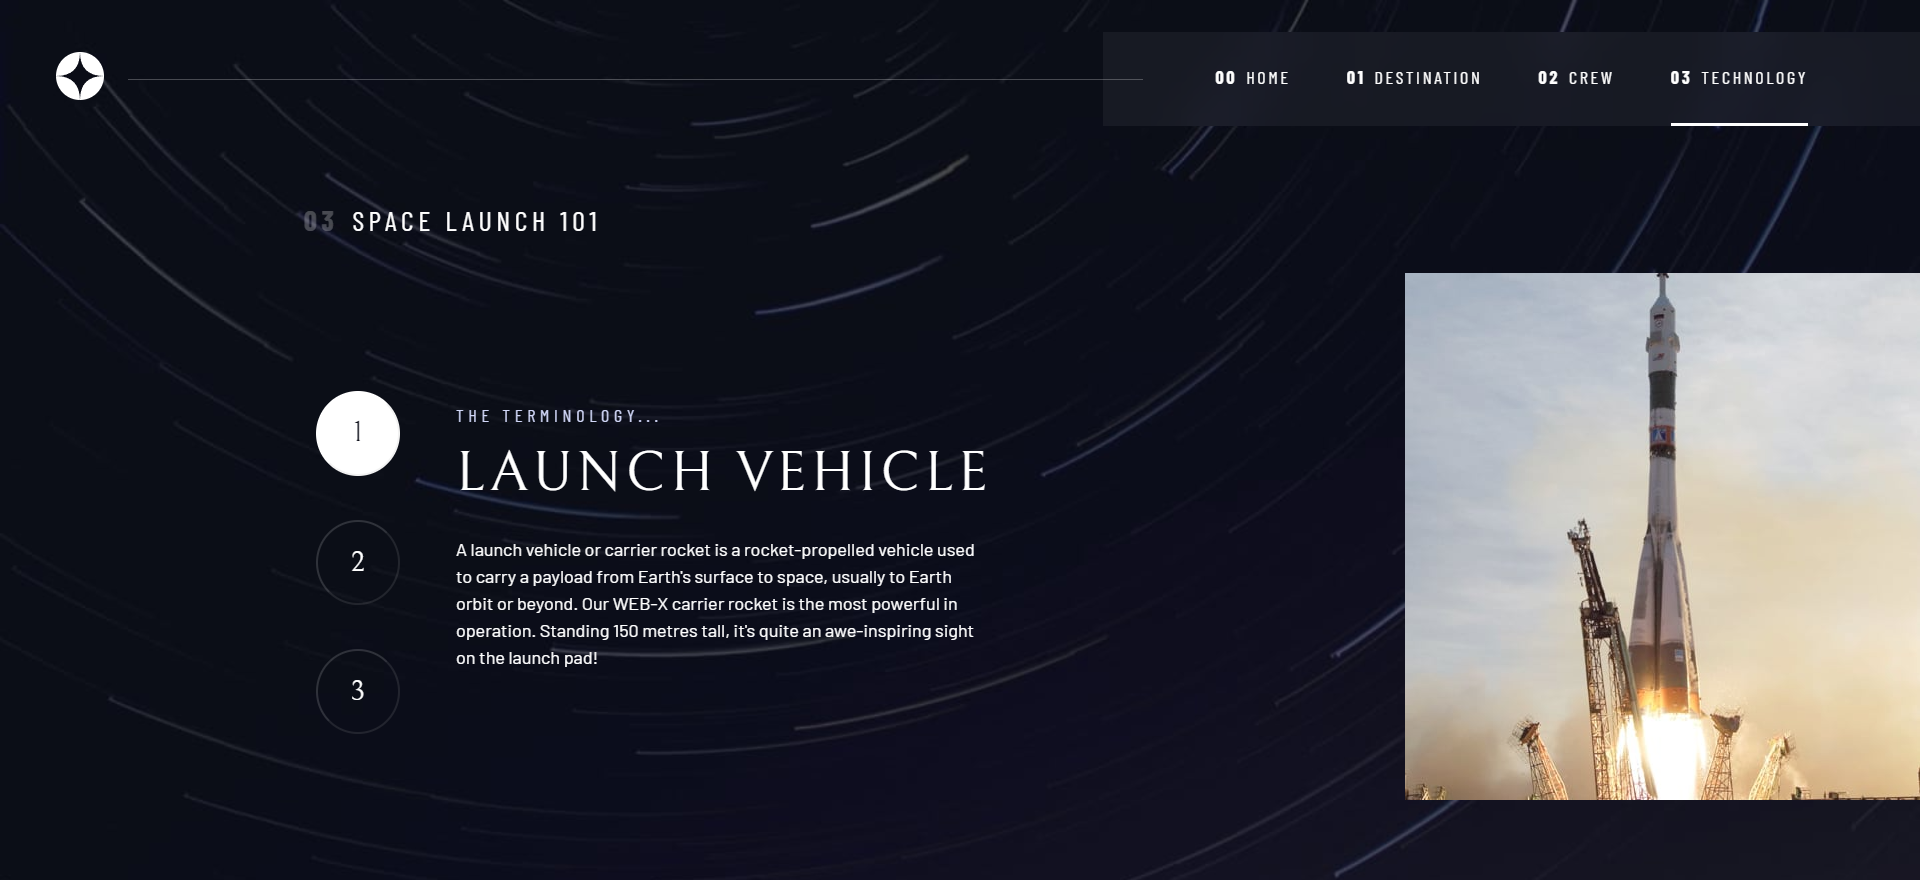 00 HOME 01 DESTINATION 02 CREW 03 TECHNOLOGY
03 SPACE LAUNCH 101
1
2
3
THE TERMINOLOGY...
LAUNCH VEHICLE
A launch vehicle or carrier rocket is a rocket-propelled vehicle used
to carry a payload from Earth's surface to space, usually to Earth
orbit or beyond. Our WEB-X carrier rocket is the most powerful in
operation. Standing 150 metres tall, it's quite an awe-inspiring sight
on the launch pad!